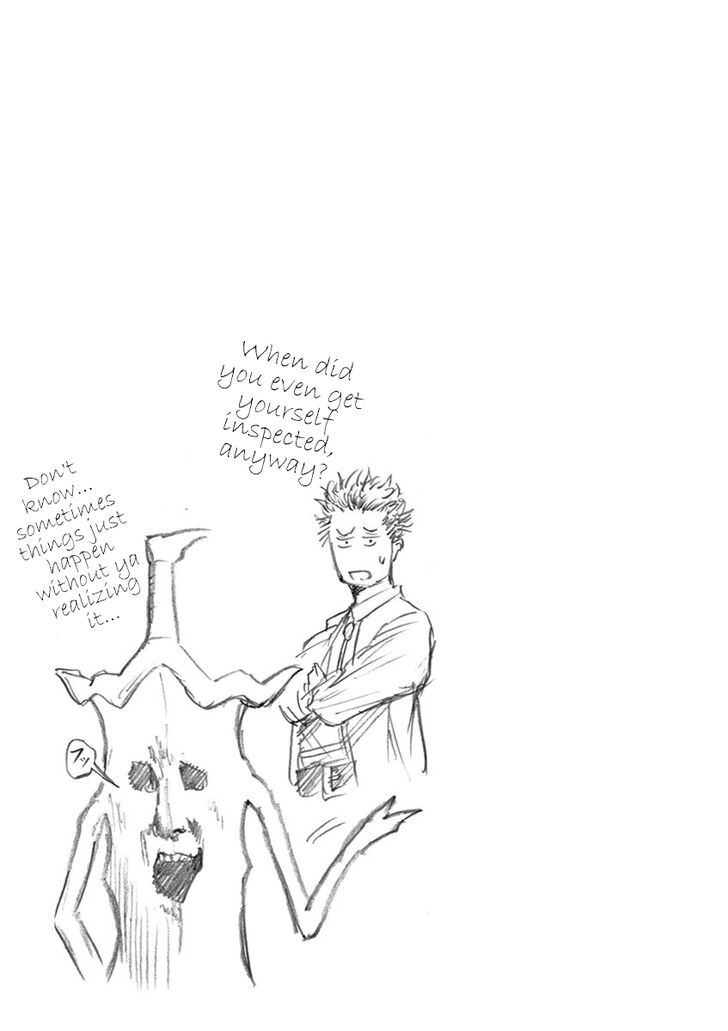 When did
you even get
yourself
inspected,
anyway?
Don't
know...
sometimes
things just
happen
without ya
realizing
it...
フッ